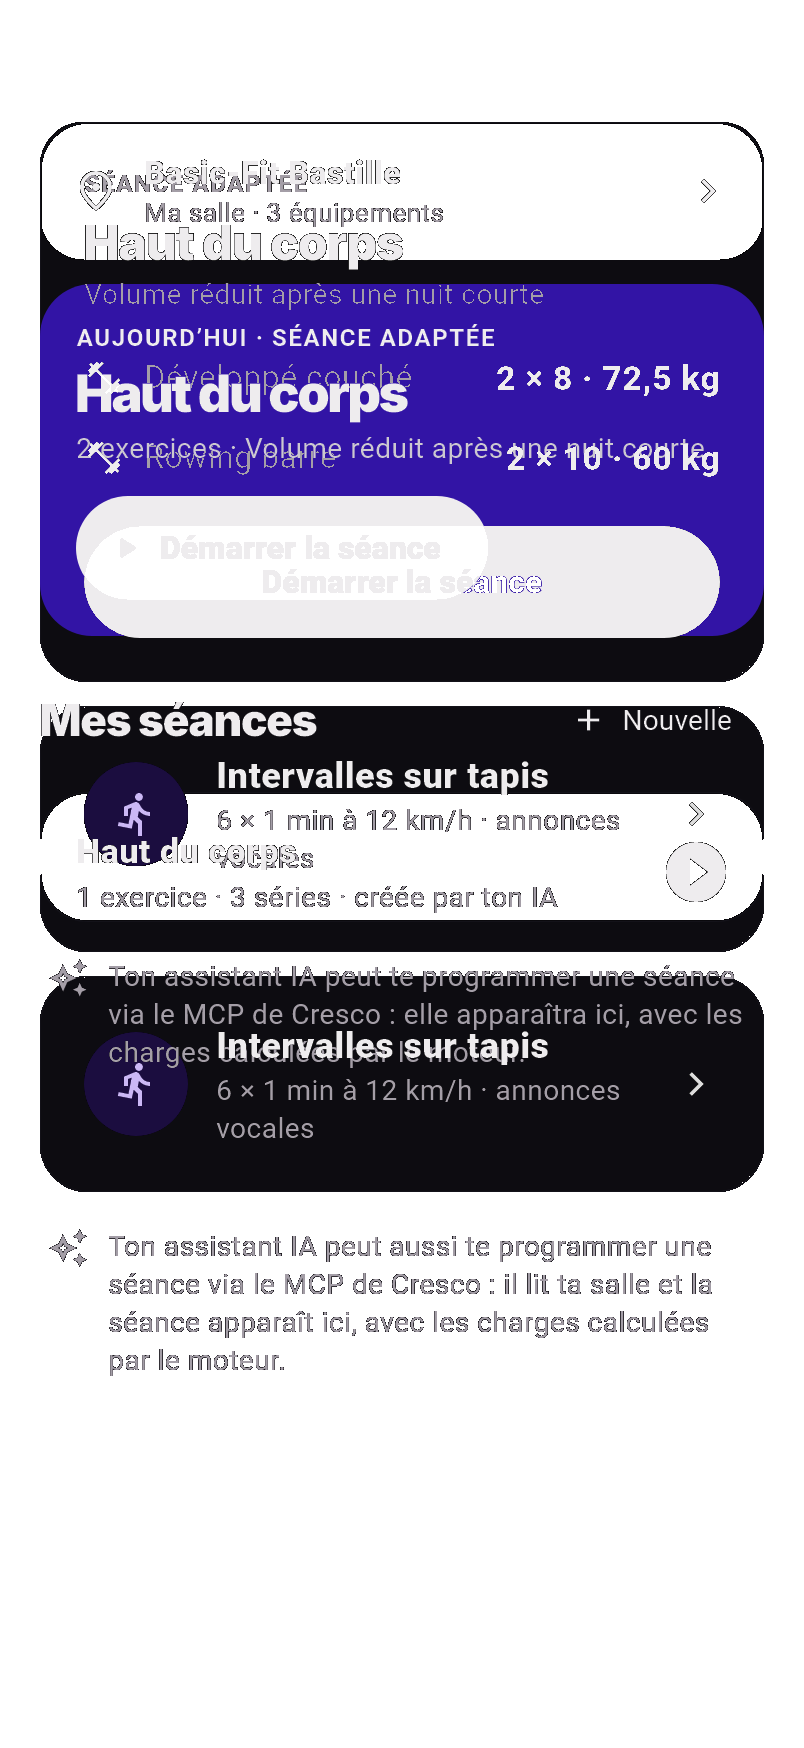 Basic-Fit Bastille
SÉANCE ADAPTÉE
Ma salle · 3 équipements
Haut du corps
Volume réduit après une nuit courte
AUJOURD’HUI · SÉANCE ADAPTÉE
Développé couché 2 × 8 · 72,5 kg
Haut du corps
2 exercices · Volume réduit après une nuit courte
Rowing barre 2 × 10 · 60 kg
Démarrer la séance
Démarrer la séance
Mes séances + Nouvelle
Intervalles sur tapis
6 × 1 min à 12 km/h · annonces
vocales
Haut du corps
1 exercice · 3 séries · créée par ton IA
Ton assistant IA peut te programmer une séance
via le MCP de Cresco : elle apparaîtra ici, avec les
charges calculées par le moteur.
Intervalles sur tapis
6 × 1 min à 12 km/h · annonces
vocales
Ton assistant IA peut aussi te programmer une
séance via le MCP de Cresco : il lit ta salle et la
séance apparaît ici, avec les charges calculées
par le moteur.